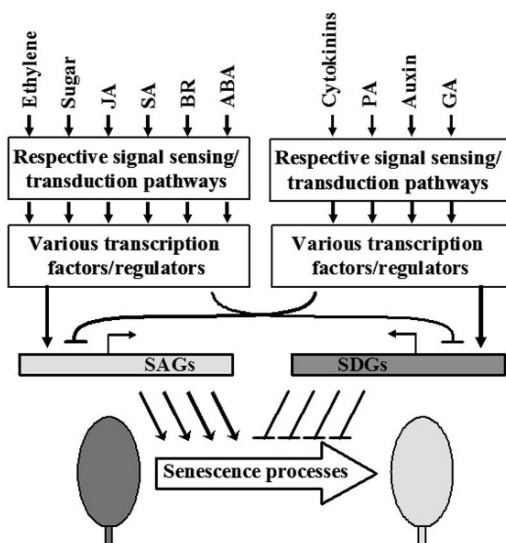 Ethylene
Sugar
JA
SA
BR
ABA
Cytokinins
PA
Auxin
GA
Respective signal sensing/
transduction pathways
Respective signal sensing/
transduction pathways
Various transcription
factors/regulators
Various transcription
factors/regulators
SAGs
SDGs
Senescence processes